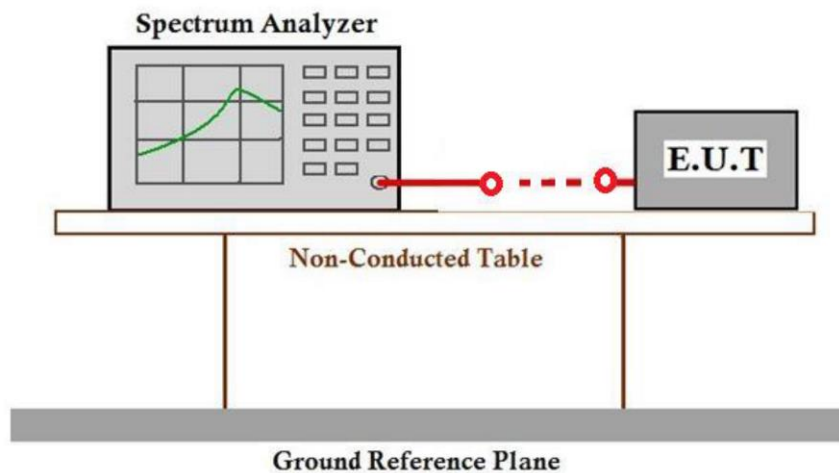 Spectrum Analyzer
E.U.T
Non-Conducted Table
Ground Reference Plane